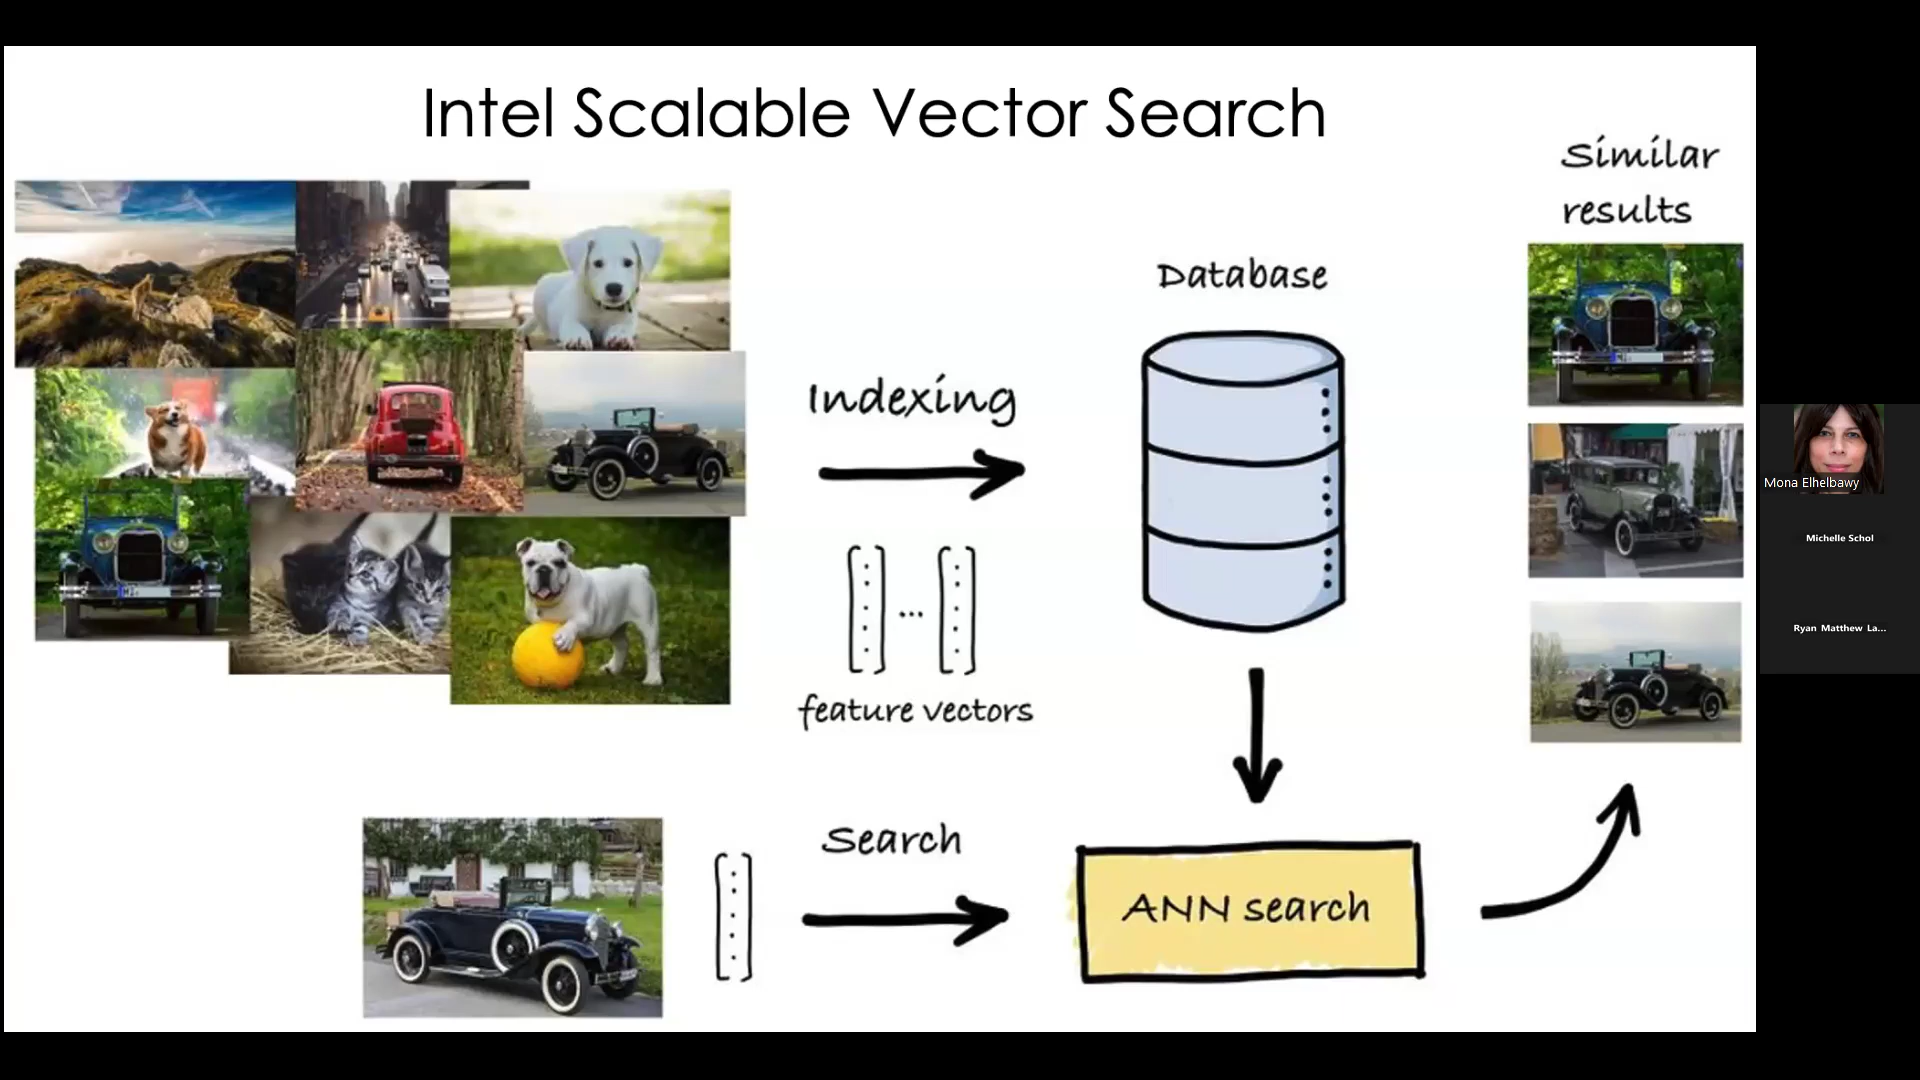 Intel Scalable Vector Search
Similar
results
Database
Indexing
feature vectors
Search
ANN search
Mona Elhelbawy
Michelle Schol
Ryan Matthew La...